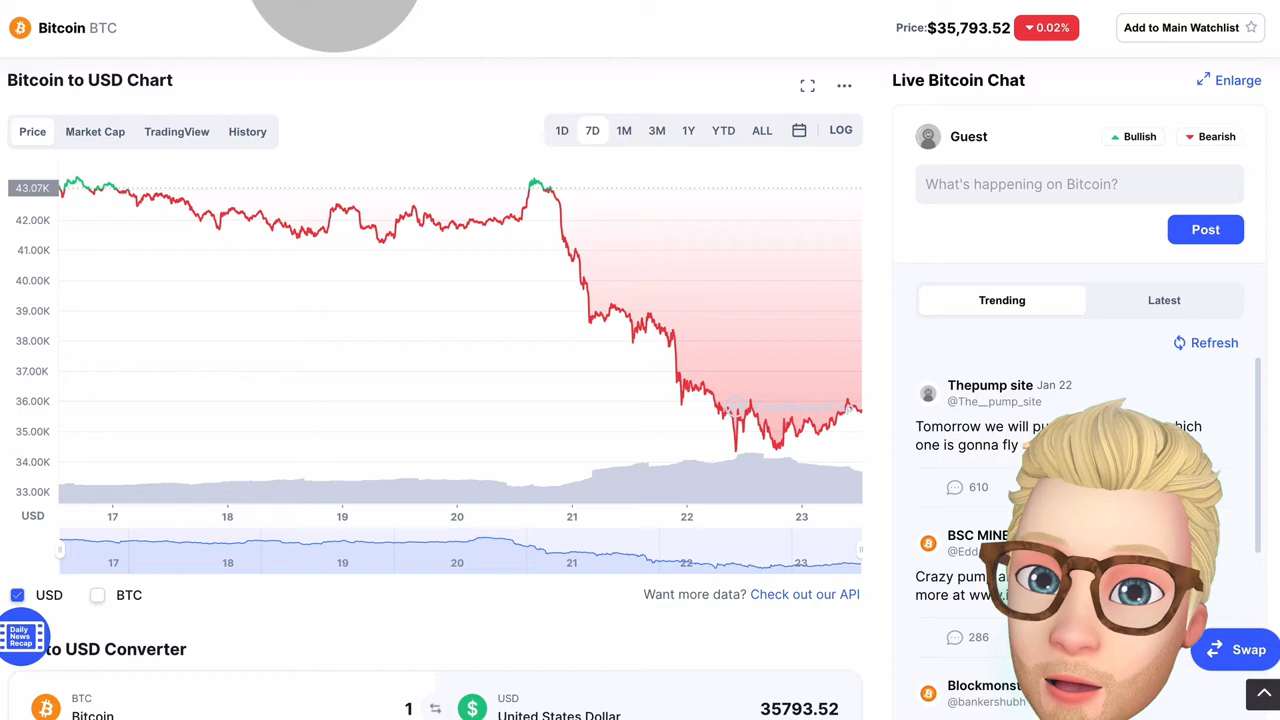 Bitcoin BTC
Price:$35,793.52
0.02%
Add to Main Watchlist
Bitcoin to USD Chart
Price
Market Cap
TradingView
History
1D
7D
1M
3M
1Y
YTD
ALL
LOG
43.07K
42.00K
41.00K
40.00K
39.00K
38.00K
37.00K
36.00K
35.00K
34.00K
33.00K
USD
17
18
19
20
21
22
23
17
18
19
20
21
22
23
USD
BTC
Want more data? Check out our API
Daily
News
Recap
to USD Converter
BTC
Bitcoin
1
USD
United States Dollar
35793.52
Live Bitcoin Chat
Enlarge
Guest
Bullish
Bearish
What's happening on Bitcoin?
Post
Trending
Latest
Refresh
Thepump site Jan 22
@The__pump_site
Tomorrow we will
one is gonna fly
610
BSC MINE
@Edd
Crazy pum
more at www.
286
Swap
Blockmonst
@bankershubh